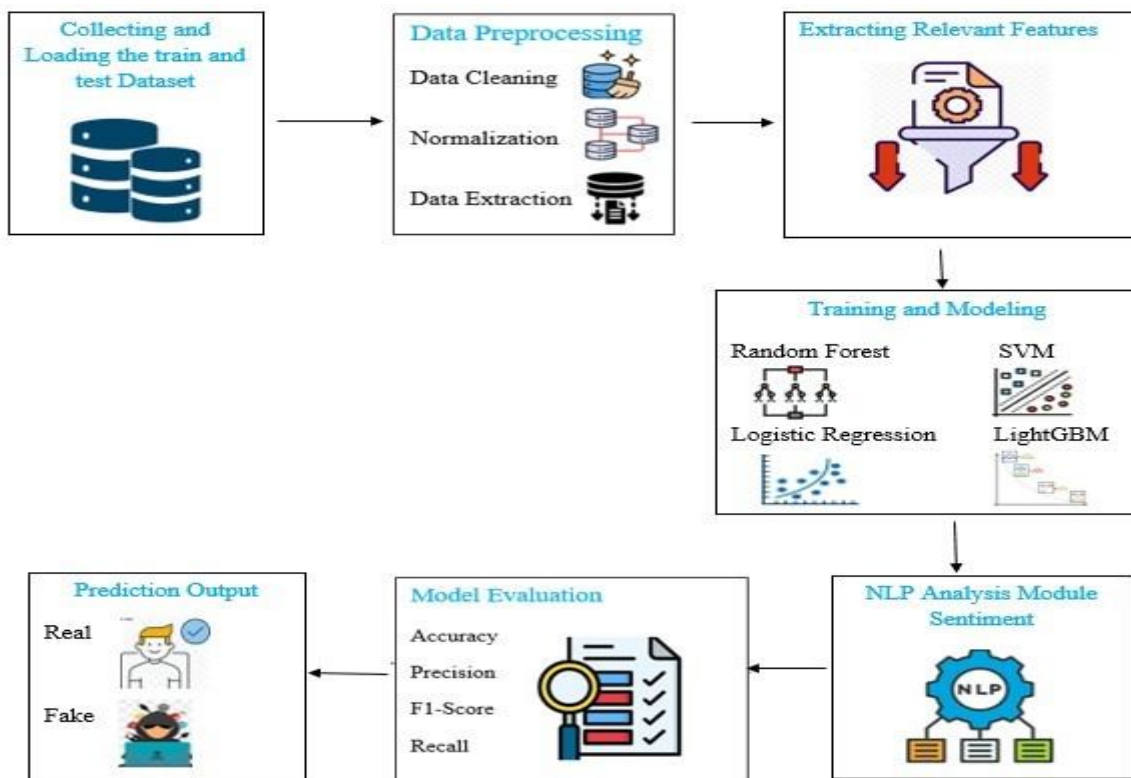 Collecting and
Loading the train and
test Dataset
Data Preprocessing
Data Cleaning
Normalization
Data Extraction
Extracting Relevant Features
Training and Modeling
Random Forest
SVM
Logistic Regression
LightGBM
NLP Analysis Module
Sentiment
NLP
Model Evaluation
Accuracy
Precision
F1-Score
Recall
Prediction Output
Real
Fake